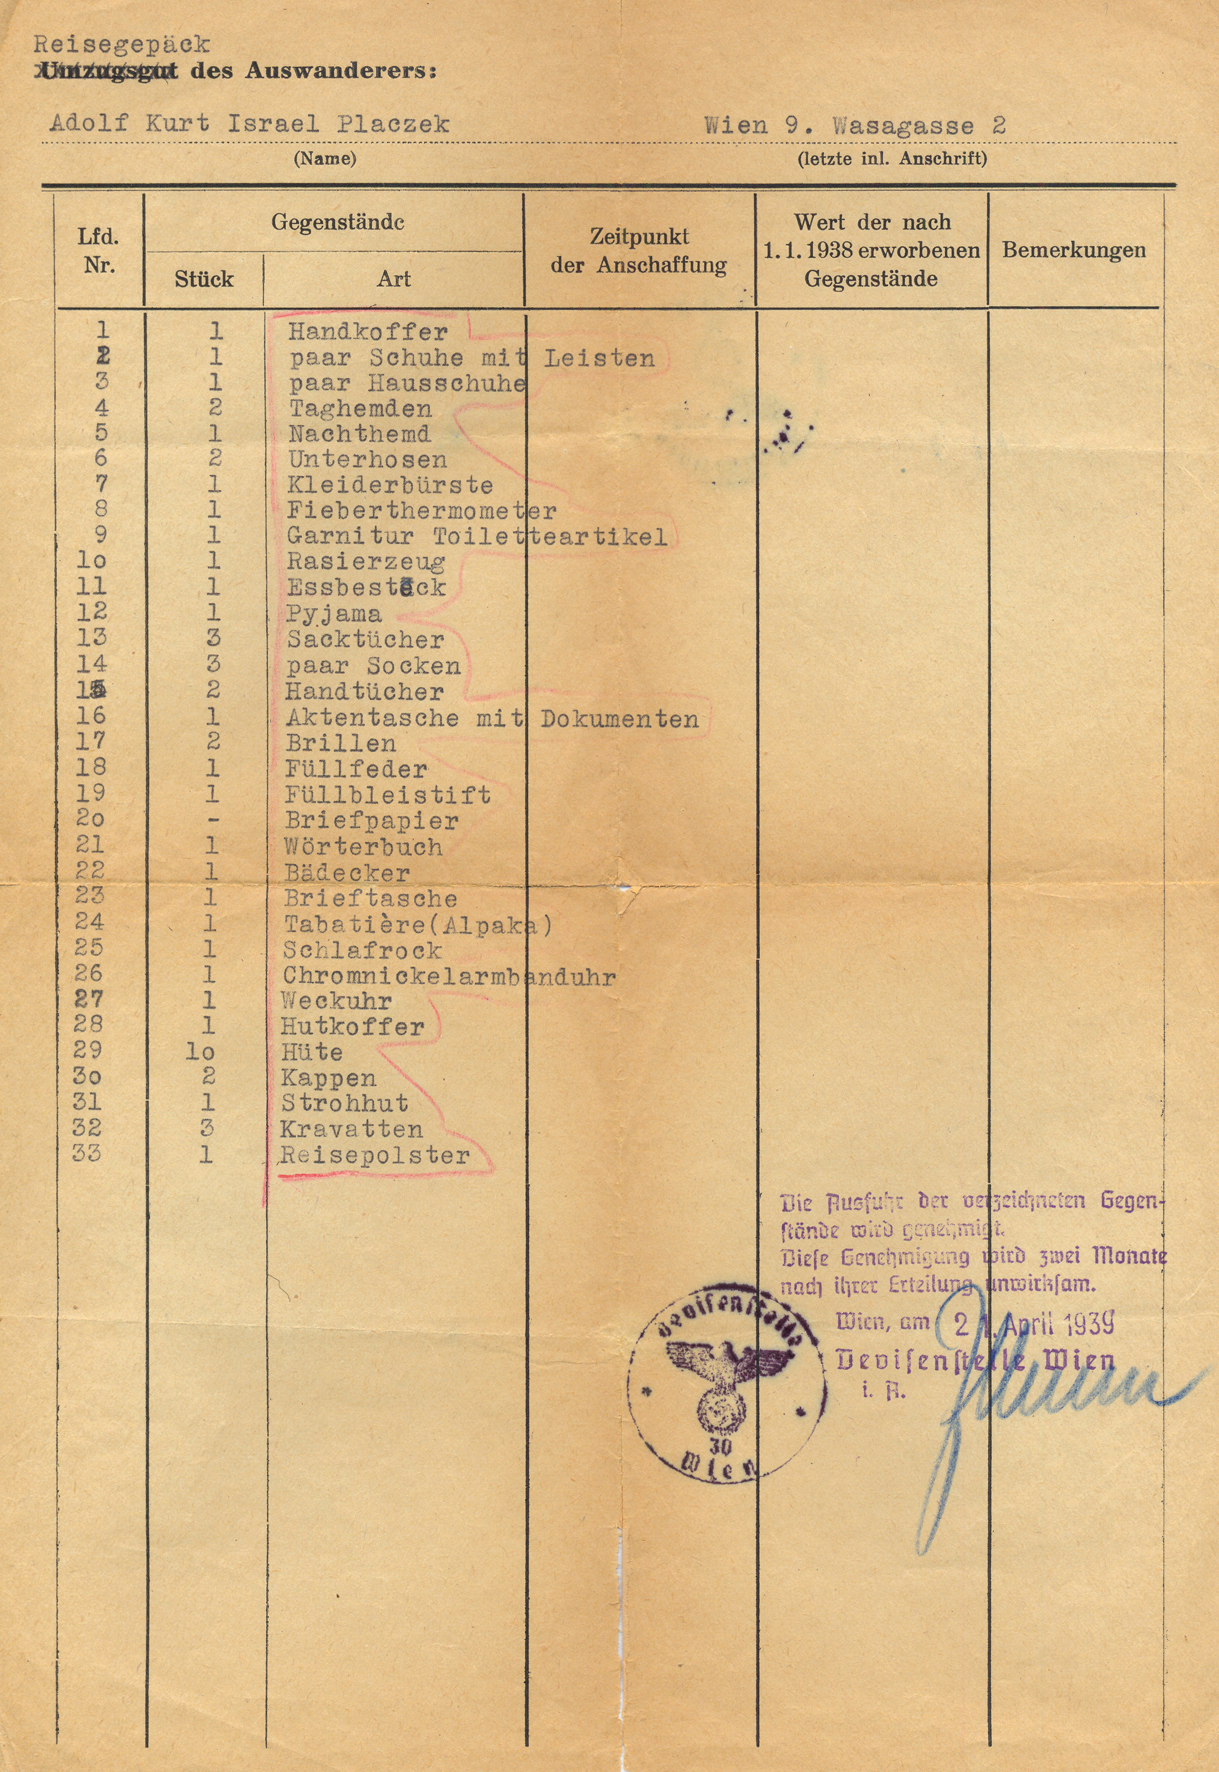 Reisegepäck
Umzugsgut des Auswanderers:
Adolf Kurt Israel Placzek Wien 9. Wasagasse 2
(Name) (letzte inl. Anschrift)
Lfd. Nr. Gegenstände Zeitpunkt der Anschaffung Wert der nach 1.1.1938 erworbenen Gegenstände Bemerkungen
Stück Art
1 1 Handkoffer
2 1 paar Schuhe mit Leisten
3 1 paar Hausschuhe
4 2 Taghemden
5 1 Nachthemd
6 2 Unterhosen
7 1 Kleiderbürste
8 1 Fieberthermometer
9 1 Garnitur Toiletteartikel
lo 1 Rasierzeug
11 1 Essbesteck
12 1 Pyjama
13 3 Sacktücher
14 3 paar Socken
15 2 Handtücher
16 1 Aktentasche mit Dokumenten
17 2 Brillen
18 1 Füllfeder
19 1 Füllbleistift
2o - Briefpapier
21 1 Wörterbuch
22 1 Bädecker
23 1 Brieftasche
24 1 Tabatière(Alpaka)
25 1 Schlafrock
26 1 Chromnickelarmbanduhr
27 1 Weckuhr
28 1 Hutkoffer
29 lo Hüte
3o 2 Kappen
31 1 Strohhut
32 3 Kravatten
33 1 Reisepolster
Die Ausfuhr der verzeichneten Gegen-
stände wird genehmigt.
Diese Genehmigung wird zwei Monate
nach ihrer Erteilung unwirksam.
Wien, am 21. April 1939
Devisenstelle Wien
i. A.
Devisenstelle
30
Wien